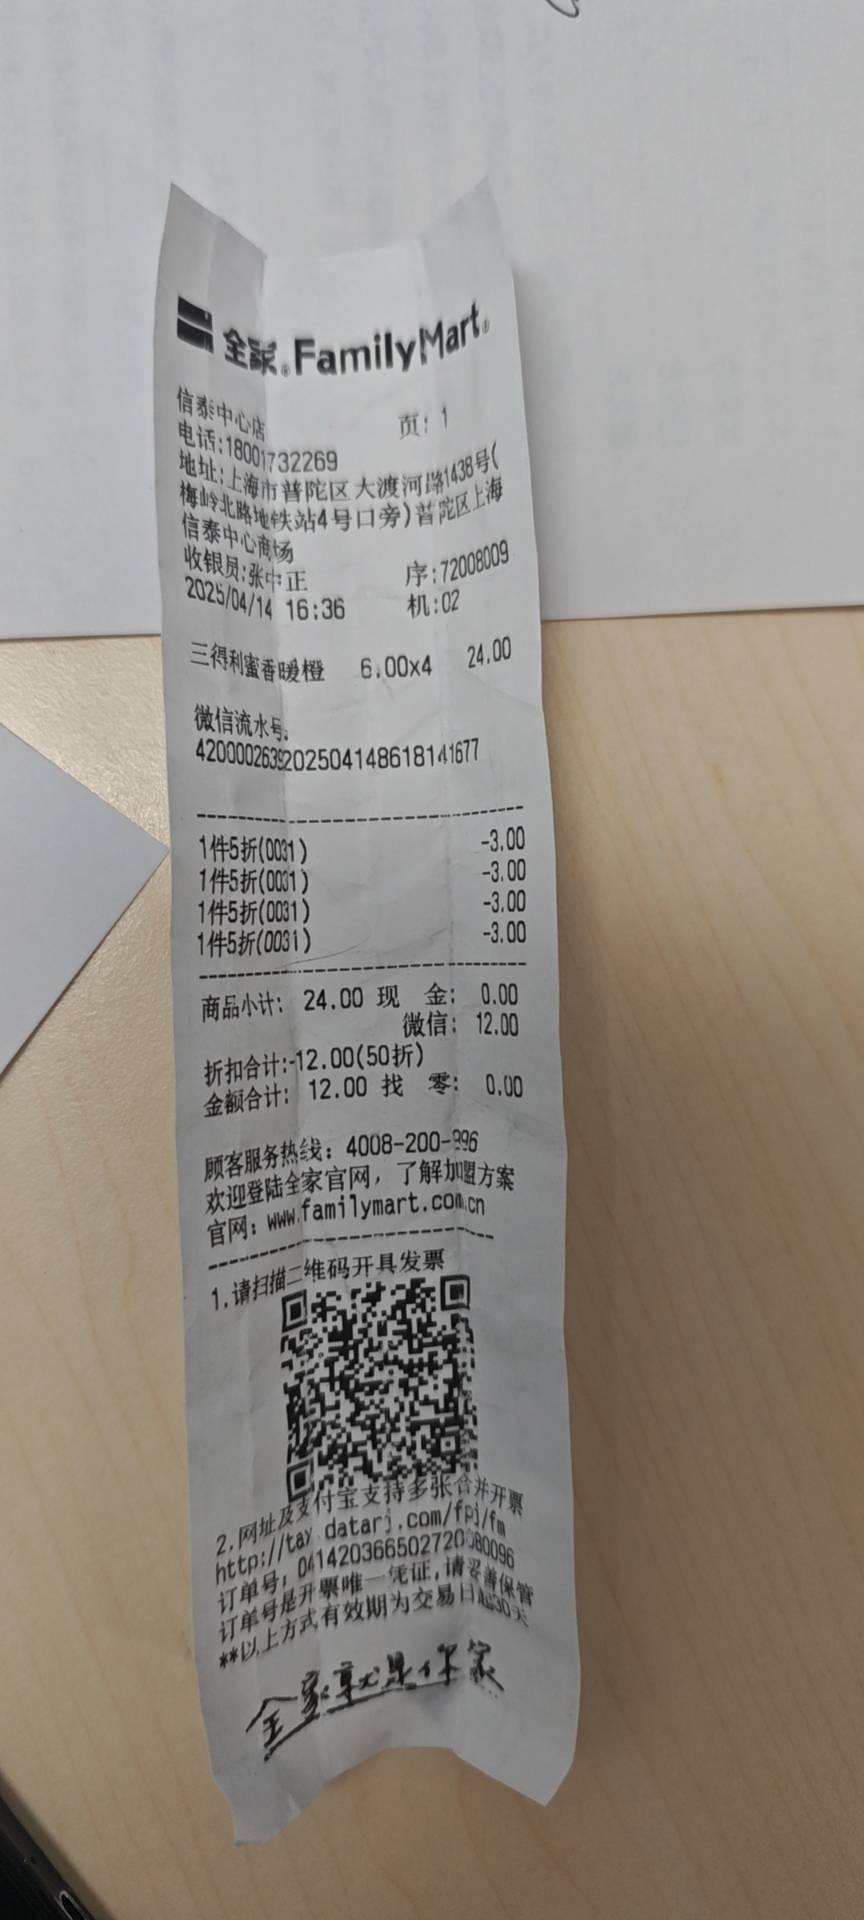 全家 FamilyMart
信泰中心店 页: 1
电话:18001732269
地址:上海市普陀区大渡河路1438号(
梅岭北路地铁站4号口旁)普陀区上海
信泰中心商场
收银员:张中正 序:72008009
2025/04/14 16:36 机:02
三得利蜜香暖橙 6.00x4 24.00
微信流水号:
4200002639202504148618141677
1件5折(0031) -3.00
1件5折(0031) -3.00
1件5折(0031) -3.00
1件5折(0031) -3.00
商品小计: 24.00 现 金: 0.00
微信: 12.00
折扣合计:-12.00(50折)
金额合计: 12.00 找 零: 0.00
顾客服务热线: 4008-200-996
欢迎登陆全家官网, 了解加盟方案
官网: www.familymart.com.cn
1.请扫描二维码开具发票
2.网址及支付宝支持多张合并开票
http://tax.datarj.com/fpj/fm
订单号: 041420366502720080096
订单号是开票唯一凭证,请妥善保管
**以上方式有效期为交易日起30天
全家就是你家